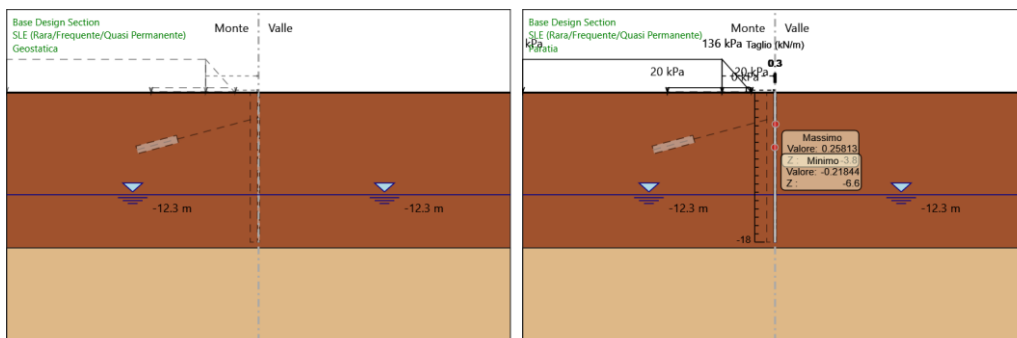 Base Design Section
SLE (Rara/Frequente/Quasi Permanente)
Geostatica
Monte
Valle
-12.3 m
-12.3 m
Base Design Section
SLE (Rara/Frequente/Quasi Permanente)
Paratia
Monte
Valle
kPa
136 kPa
Taglio (kN/m)
0.3
20 kPa
20 kPa
0 kPa
Massimo
Valore: 0.25813
Z : -3.8
Minimo
Valore: -0.21844
Z : -6.6
-12.3 m
-12.3 m
-18